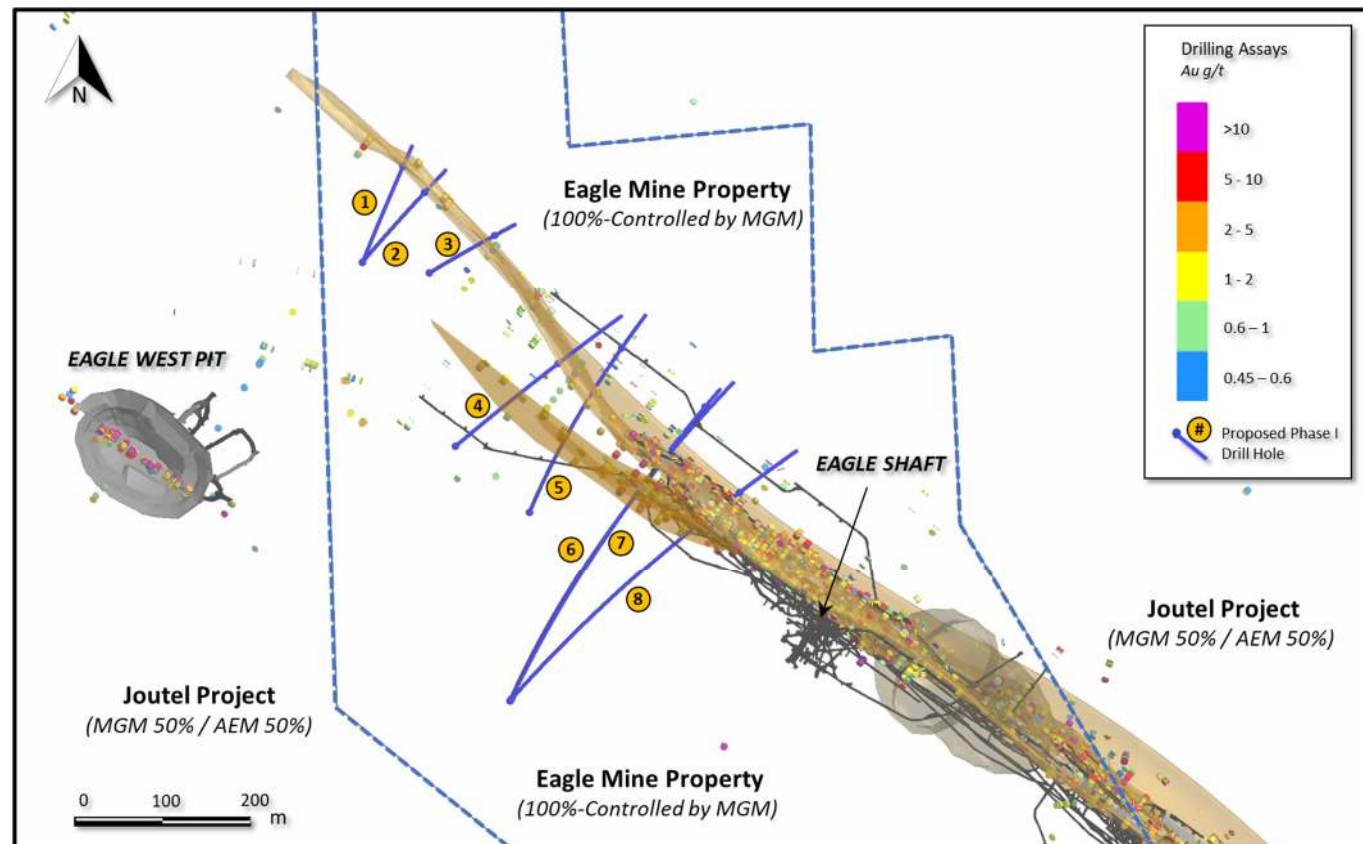 N
Drilling Assays
Au g/t
>10
5 - 10
2 - 5
1 - 2
0.6 – 1
0.45 – 0.6
#
Proposed Phase I
Drill Hole
Eagle Mine Property
(100%-Controlled by MGM)
1
2
3
EAGLE WEST PIT
4
5
EAGLE SHAFT
6
7
8
Joutel Project
(MGM 50% / AEM 50%)
Joutel Project
(MGM 50% / AEM 50%)
Eagle Mine Property
(100%-Controlled by MGM)
0 100 200
m